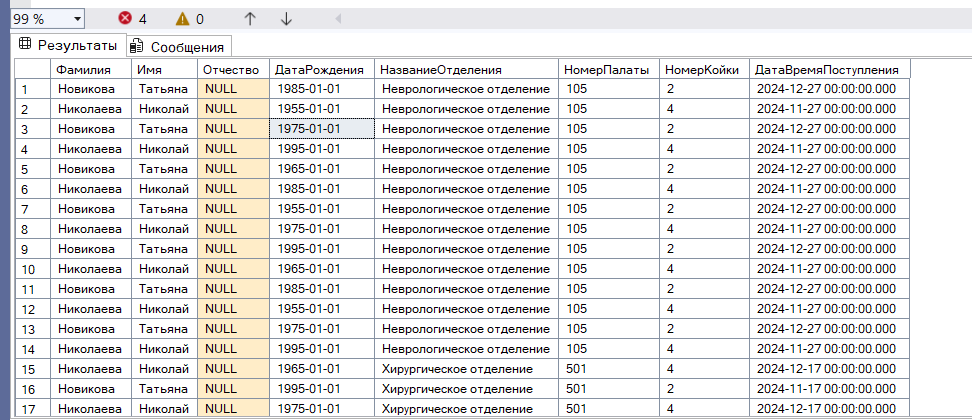 99 % 4 0
Результаты Сообщения
Фамилия Имя Отчество ДатаРождения НазваниеОтделения НомерПалаты НомерКойки ДатаВремяПоступления
1 Новикова Татьяна NULL 1985-01-01 Неврологическое отделение 105 2 2024-12-27 00:00:00.000
2 Николаева Николай NULL 1955-01-01 Неврологическое отделение 105 4 2024-11-27 00:00:00.000
3 Новикова Татьяна NULL 1975-01-01 Неврологическое отделение 105 2 2024-12-27 00:00:00.000
4 Николаева Николай NULL 1995-01-01 Неврологическое отделение 105 4 2024-11-27 00:00:00.000
5 Новикова Татьяна NULL 1965-01-01 Неврологическое отделение 105 2 2024-12-27 00:00:00.000
6 Николаева Николай NULL 1985-01-01 Неврологическое отделение 105 4 2024-11-27 00:00:00.000
7 Новикова Татьяна NULL 1955-01-01 Неврологическое отделение 105 2 2024-12-27 00:00:00.000
8 Николаева Николай NULL 1975-01-01 Неврологическое отделение 105 4 2024-11-27 00:00:00.000
9 Новикова Татьяна NULL 1995-01-01 Неврологическое отделение 105 2 2024-12-27 00:00:00.000
10 Николаева Николай NULL 1965-01-01 Неврологическое отделение 105 4 2024-11-27 00:00:00.000
11 Новикова Татьяна NULL 1985-01-01 Неврологическое отделение 105 2 2024-12-27 00:00:00.000
12 Николаева Николай NULL 1955-01-01 Неврологическое отделение 105 4 2024-11-27 00:00:00.000
13 Новикова Татьяна NULL 1975-01-01 Неврологическое отделение 105 2 2024-12-27 00:00:00.000
14 Николаева Николай NULL 1995-01-01 Неврологическое отделение 105 4 2024-11-27 00:00:00.000
15 Николаева Николай NULL 1965-01-01 Хирургическое отделение 501 4 2024-12-17 00:00:00.000
16 Новикова Татьяна NULL 1995-01-01 Хирургическое отделение 501 2 2024-11-17 00:00:00.000
17 Николаева Николай NULL 1975-01-01 Хирургическое отделение 501 4 2024-12-17 00:00:00.000